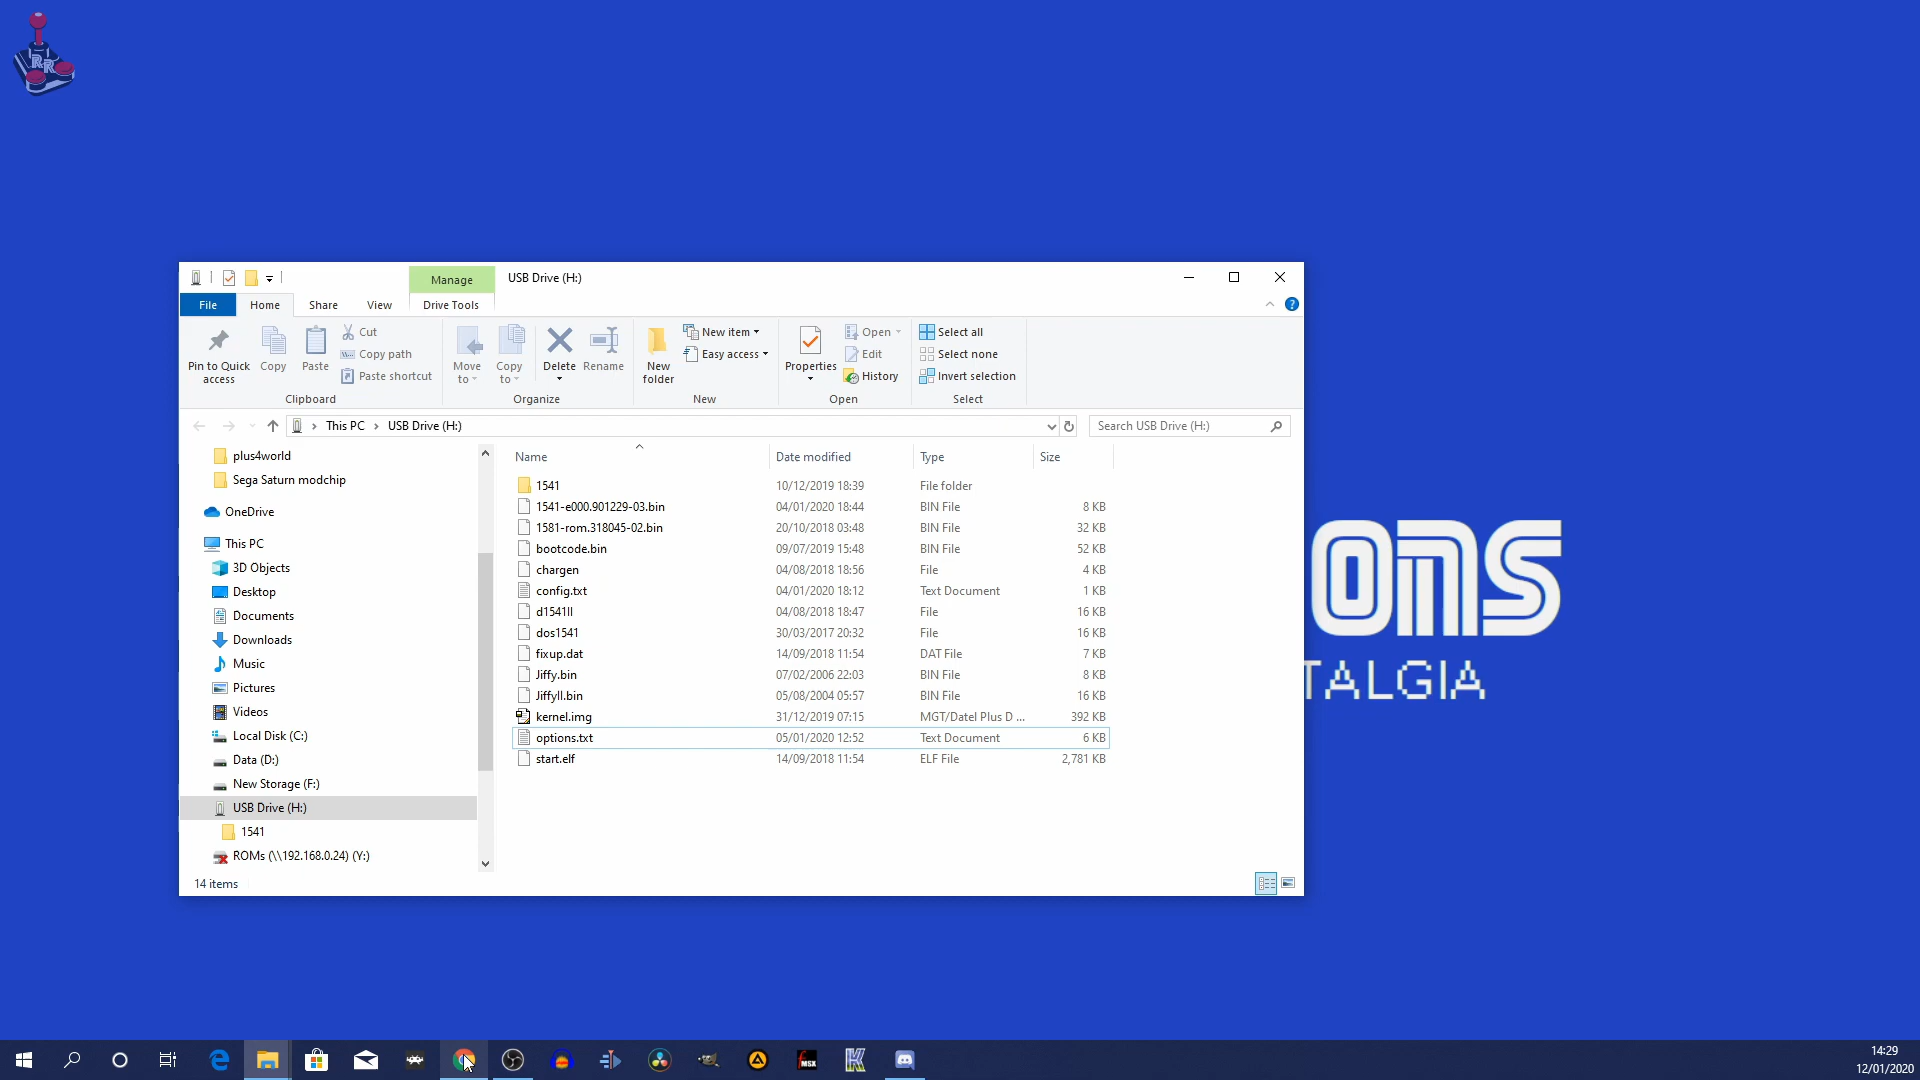 RR
Manage
USB Drive (H:)
File
Home
Share
View
Drive Tools
Pin to Quick access
Copy
Paste
Cut
Copy path
Paste shortcut
Move to
Copy to
Delete
Rename
New folder
New item
Easy access
Properties
Open
Edit
History
Select all
Select none
Invert selection
Clipboard
Organize
New
Open
Select
This PC
USB Drive (H:)
Search USB Drive (H:)
plus4world
Sega Saturn modchip
OneDrive
This PC
3D Objects
Desktop
Documents
Downloads
Music
Pictures
Videos
Local Disk (C:)
Data (D:)
New Storage (F:)
USB Drive (H:)
1541
ROMs (\\192.168.0.24) (Y:)
Name Date modified Type Size
1541 10/12/2019 18:39 File folder
1541-e000.901229-03.bin 04/01/2020 18:44 BIN File 8 KB
1581-rom.318045-02.bin 20/10/2018 03:48 BIN File 32 KB
bootcode.bin 09/07/2019 15:48 BIN File 52 KB
chargen 04/08/2018 18:56 File 4 KB
config.txt 04/01/2020 18:12 Text Document 1 KB
d1541II 04/08/2018 18:47 File 16 KB
dos1541 30/03/2017 20:32 File 16 KB
fixup.dat 14/09/2018 11:54 DAT File 7 KB
Jiffy.bin 07/02/2006 22:03 BIN File 8 KB
JiffyII.bin 05/08/2004 05:57 BIN File 16 KB
kernel.img 31/12/2019 07:15 MGT/Datel Plus D ... 392 KB
options.txt 05/01/2020 12:52 Text Document 6 KB
start.elf 14/09/2018 11:54 ELF File 2,781 KB
14 items
ons
TALGIA
MSX
14:29
12/01/2020